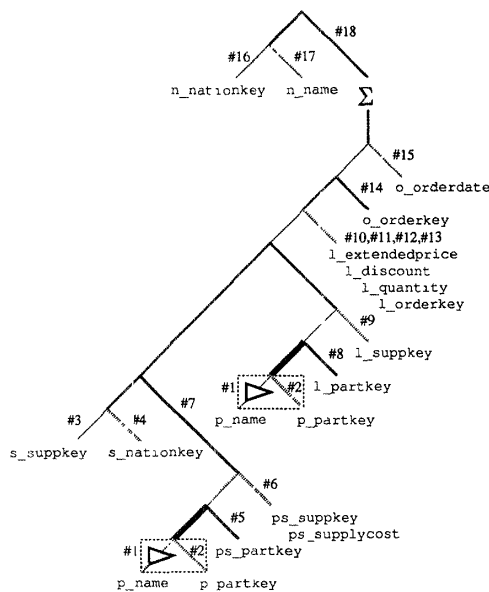 #18
#16 #17
n_nationkey n_name
Σ
#15
#14 o_orderdate
o_orderkey
#10,#11,#12,#13
l_extendedprice
l_discount
l_quantity
l_orderkey
#9
#8 l_suppkey
#1 #2 l_partkey
p_name p_partkey
#7
#3 #4
s_suppkey s_nationkey
#6
#5 ps_suppkey
ps_supplycost
#1 #2 ps_partkey
p_name p_partkey